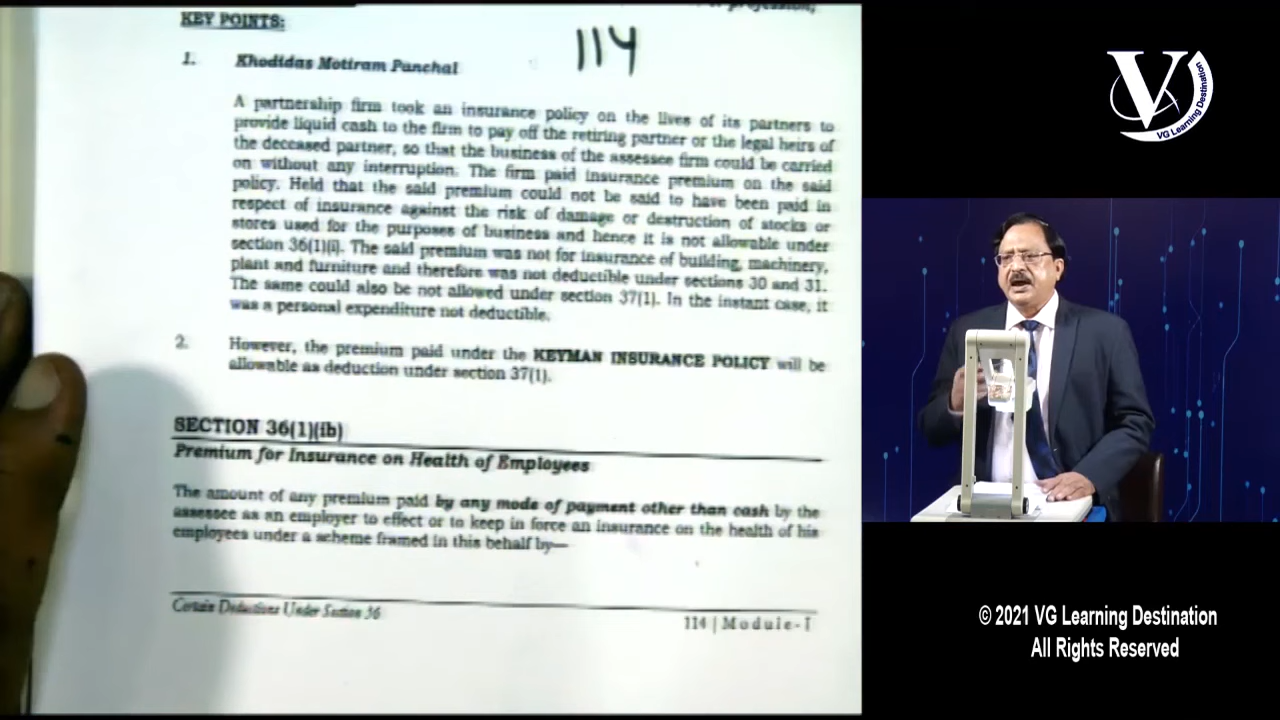 profession;
KEY POINTS:
114
1. Khodidas Motiram Panchal
A partnership firm took an insurance policy on the lives of its partners to
provide liquid cash to the firm to pay off the retiring partner or the legal heirs of
the deceased partner, so that the business of the assessee firm could be carried
on without any interruption. The firm paid insurance premium on the said
policy. Held that the said premium could not be said to have been paid in
respect of insurance against the risk of damage or destruction of stocks or
stores used for the purposes of business and hence it is not allowable under
section 36(1)(i). The said premium was not for insurance of building, machinery,
plant and furniture and therefore was not deductible under sections 30 and 31.
The same could also be not allowed under section 37(1). In the instant case, it
was a personal expenditure not deductible.
2. However, the premium paid under the KEYMAN INSURANCE POLICY will be
allowable as deduction under section 37(1).
SECTION 36(1)(ib)
Premium for Insurance on Health of Employees
The amount of any premium paid by any mode of payment other than cash by the
assessee as an employer to effect or to keep in force an insurance on the health of his
employees under a scheme framed in this behalf by—
Certain Deductions Under Section 36
114 | Module-I
V
VG Learning Destination
© 2021 VG Learning Destination
All Rights Reserved